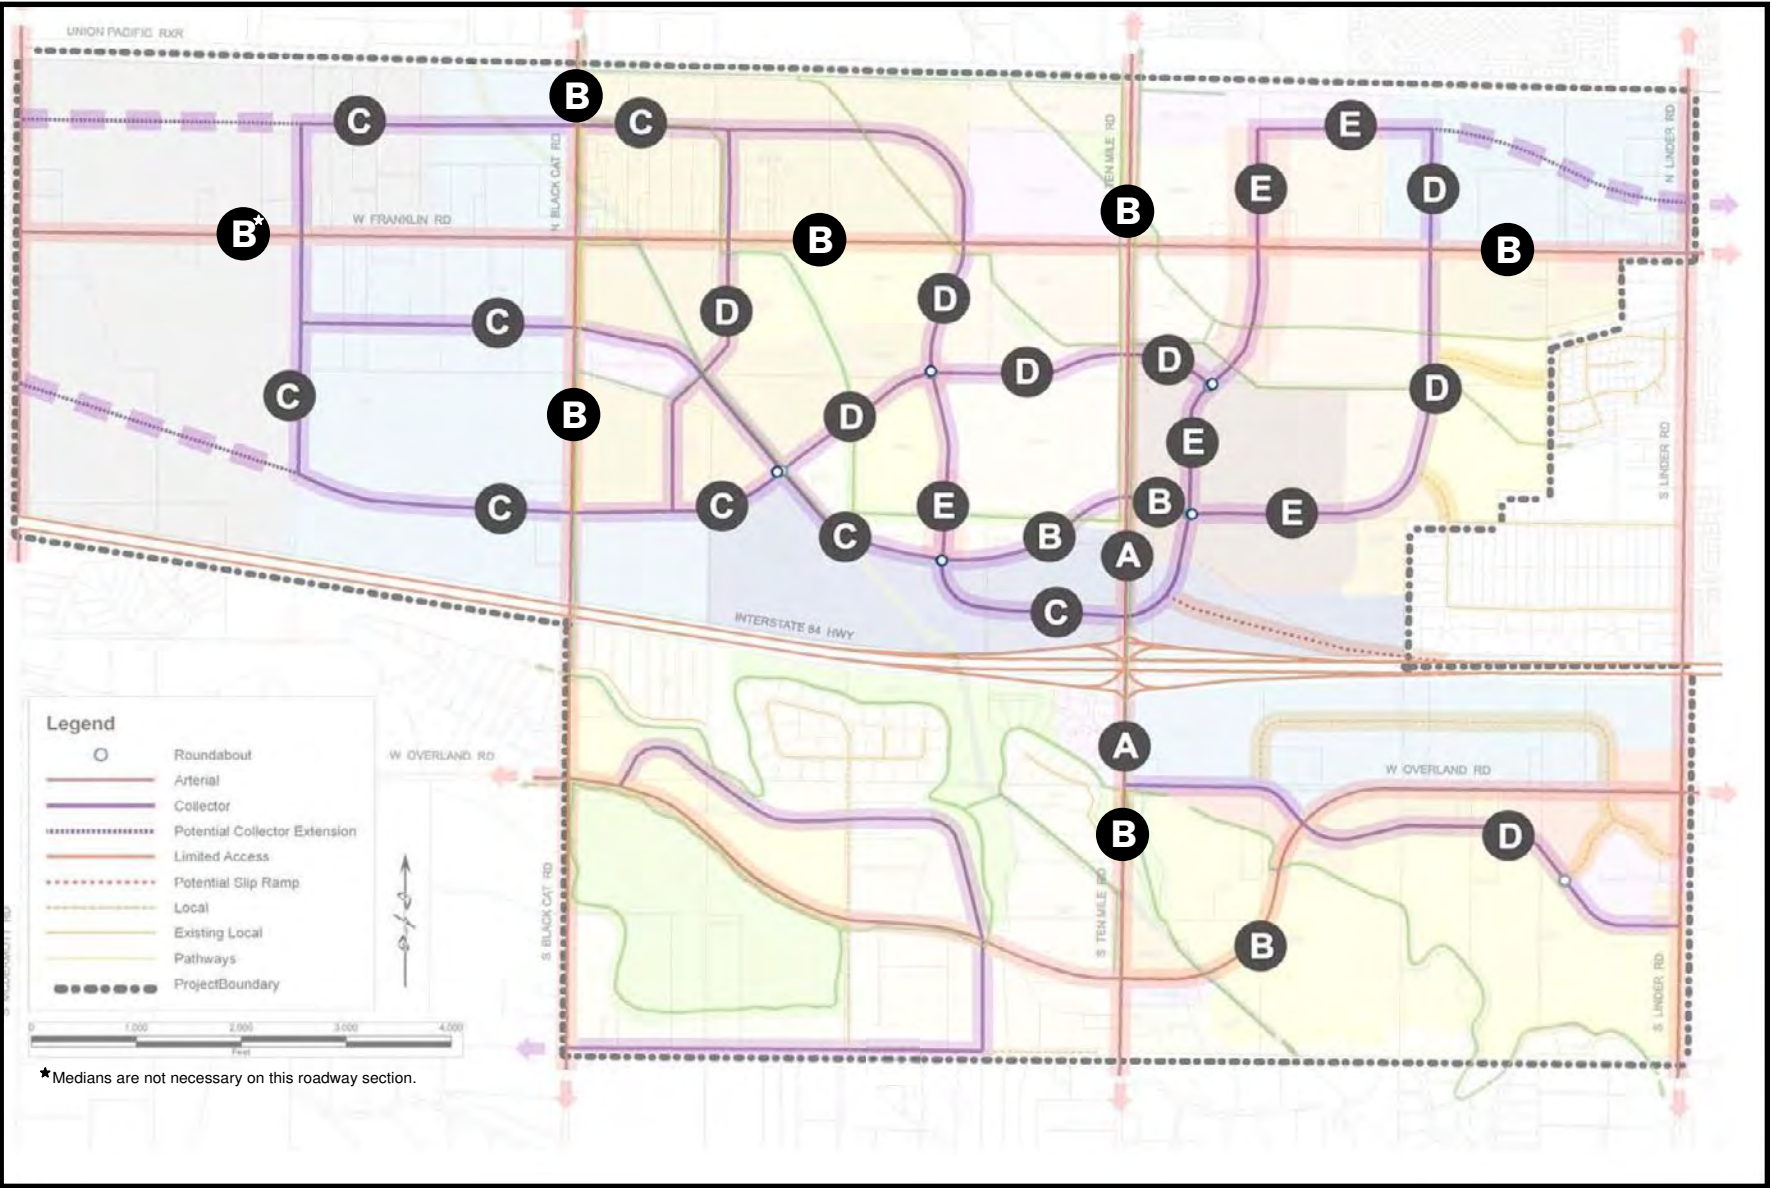 UNION PACIFIC RXR
B
C
C
E
N BLACK CAT RD
TEN MILE RD
N LINDER RD
E
D
B
W FRANKLIN RD
B★
B
B
D
D
C
D
D
C
D
D
B
E
S LINDER RD
C
C
E
B
E
C
B
A
C
INTERSTATE 84 HWY
Legend
Roundabout
Arterial
Collector
Potential Collector Extension
Limited Access
Potential Slip Ramp
Local
Existing Local
Pathways
ProjectBoundary
W OVERLAND RD
A
W OVERLAND RD
B
D
S BLACK CAT RD
S TEN MILE RD
B
S LINDER RD
0 1,000 2,000 3,000 4,000
Feet
★Medians are not necessary on this roadway section.